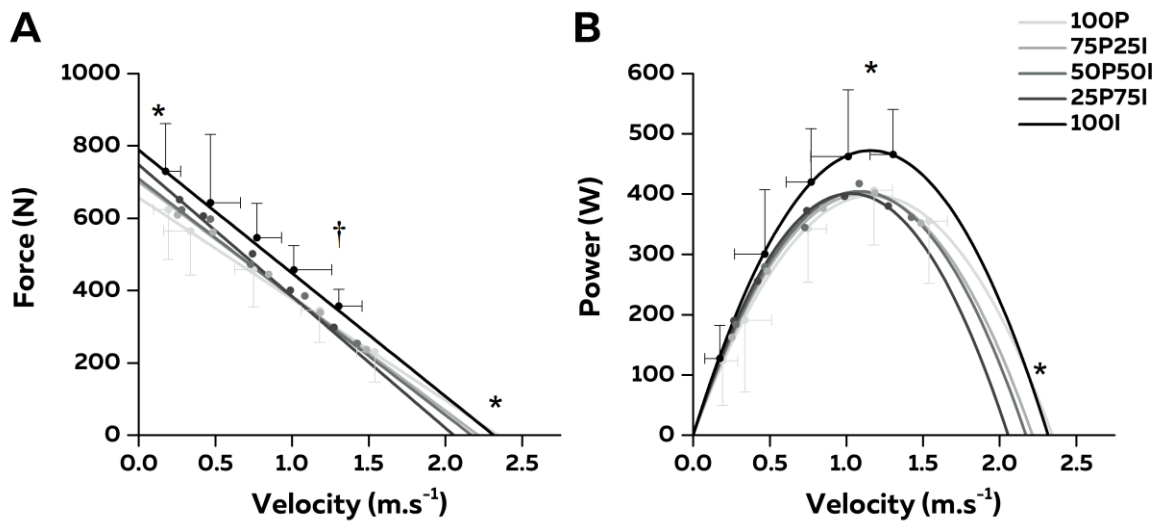 A
Force (N)
1000
800
600
400
200
0
*
†
*
0.0 0.5 1.0 1.5 2.0 2.5
Velocity (m.s⁻¹)
B
Power (W)
600
500
400
300
200
100
0
*
*
0.0 0.5 1.0 1.5 2.0 2.5
Velocity (m.s⁻¹)
100P
75P25I
50P50I
25P75I
100I